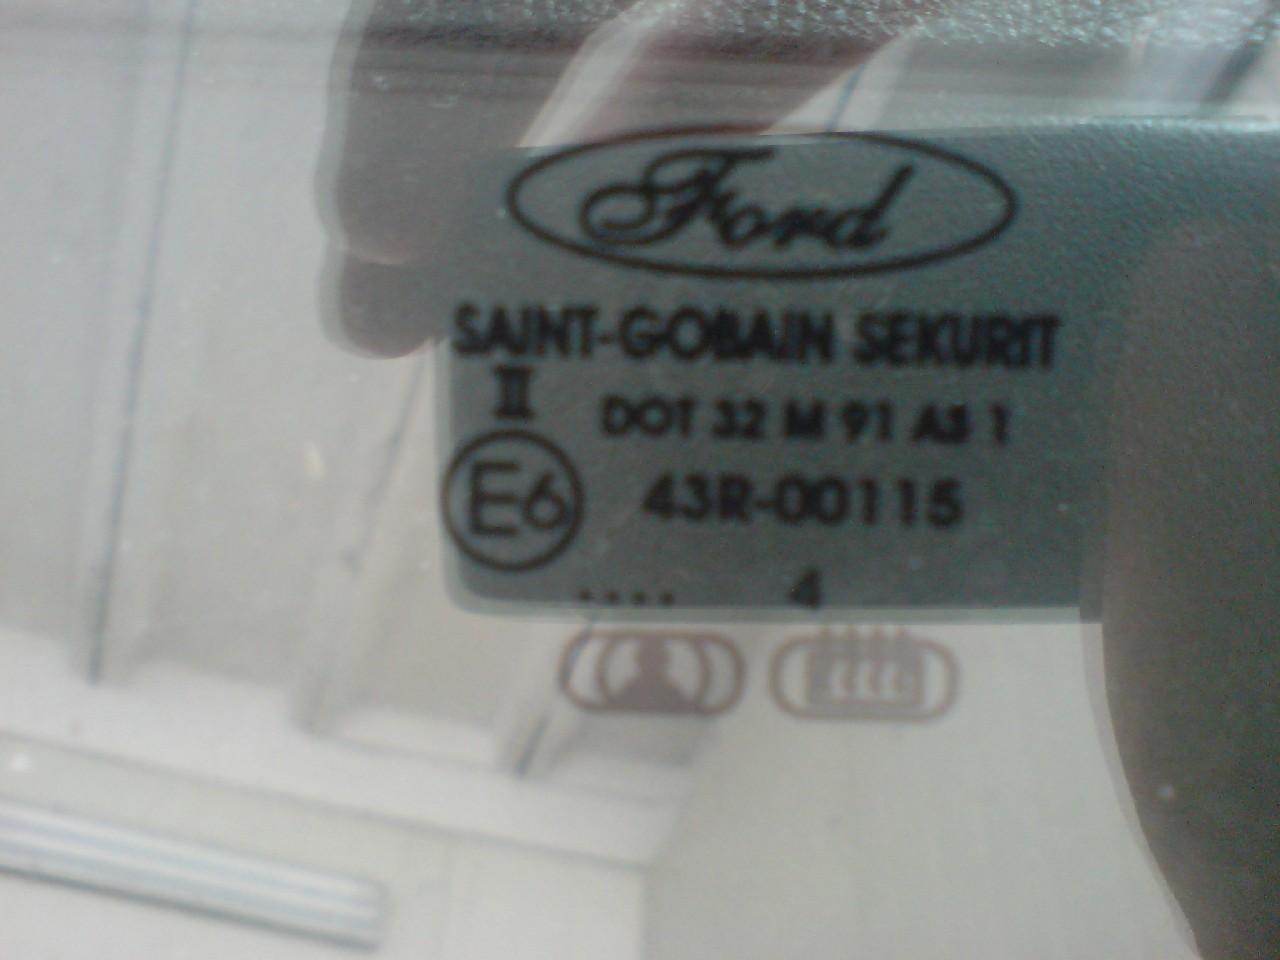 Ford
SAINT-GOBAIN SEKURIT
II
DOT 32 M 91 AS 1
E6 43R-00115
.... 4